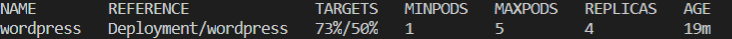 NAME REFERENCE TARGETS MINPODS MAXPODS REPLICAS AGE
wordpress Deployment/wordpress 73%/50% 1 5 4 19m